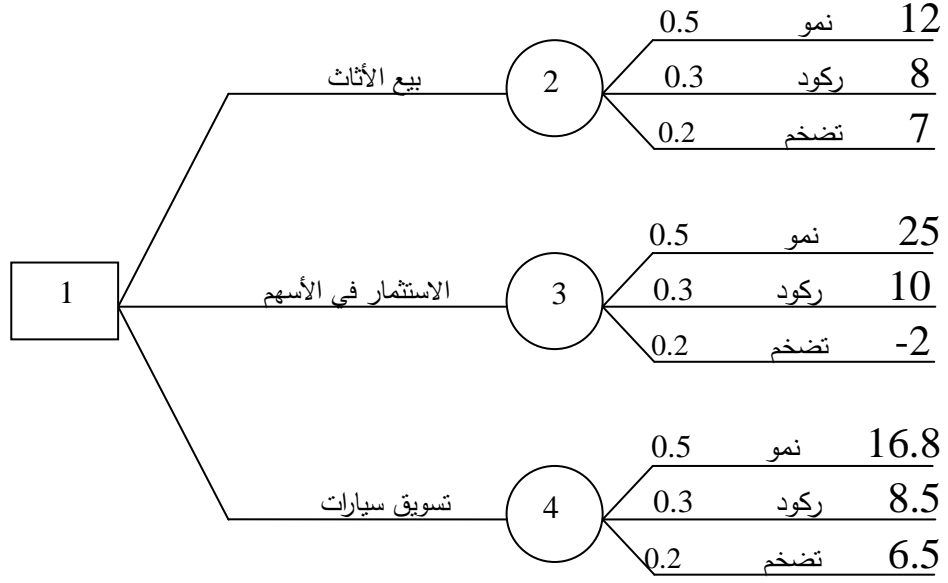 0.5 نمو 12
بيع الأثاث
2
0.3 ركود 8
0.2 تضخم 7
0.5 نمو 25
1
الاستثمار في الأسهم
3
0.3 ركود 10
0.2 تضخم -2
0.5 نمو 16.8
تسويق سيارات
4
0.3 ركود 8.5
0.2 تضخم 6.5